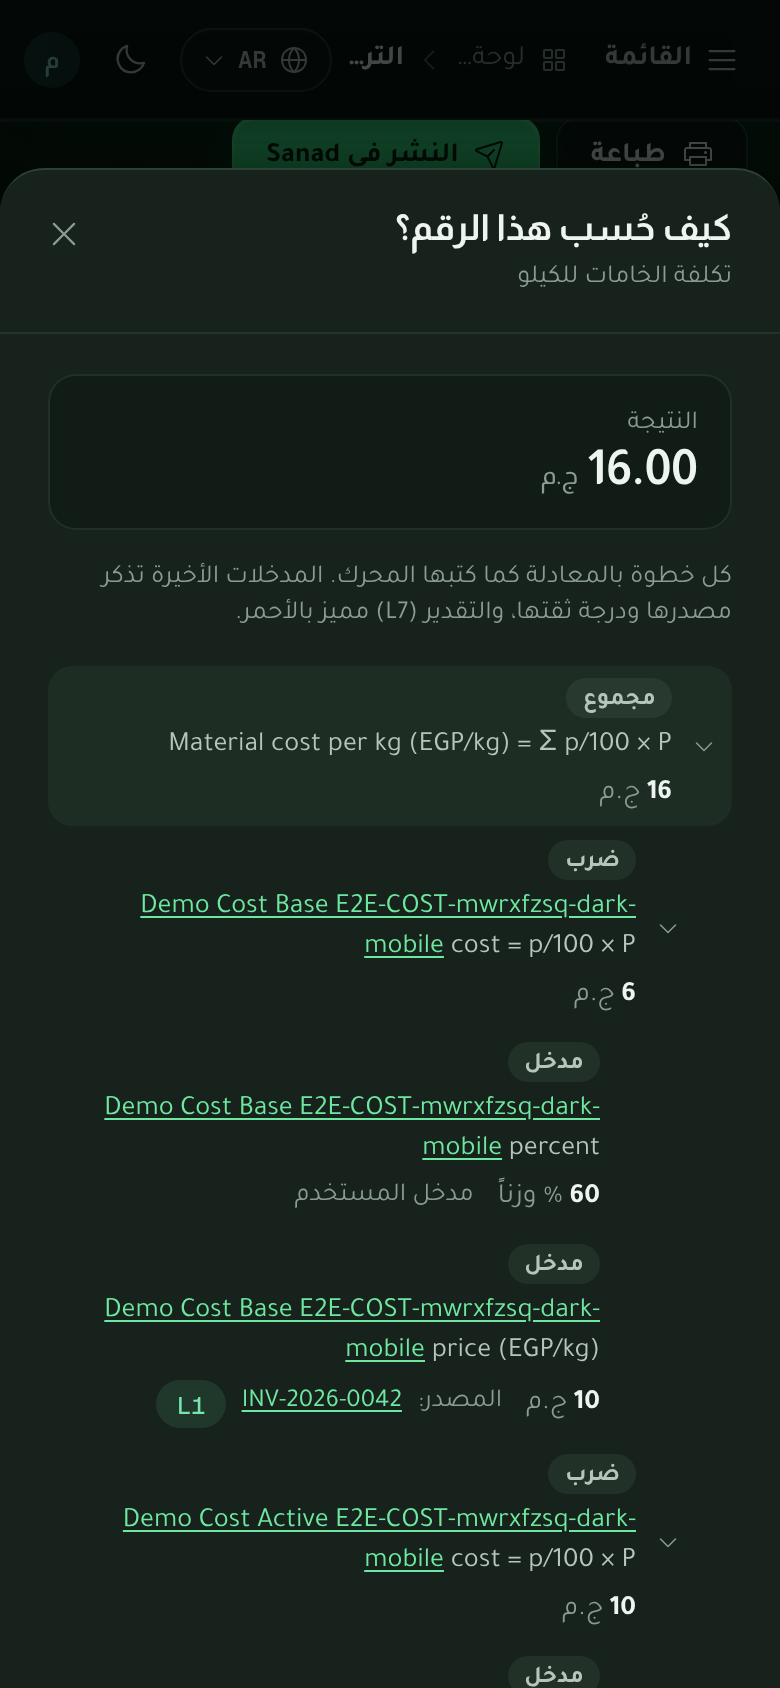 القائمة
لوحة...
التر...
AR
م
طباعة
النشر في Sanad
كيف حُسب هذا الرقم؟
تكلفة الخامات للكيلو
النتيجة
16.00 ج.م
كل خطوة بالمعادلة كما كتبها المحرك. المدخلات الأخيرة تذكر
مصدرها ودرجة ثقتها، والتقدير (L7) مميز بالأحمر.
مجموع
Material cost per kg (EGP/kg) = Σ p/100 × P
16 ج.م
ضرب
Demo Cost Base E2E-COST-mwrxfzsq-dark-
mobile cost = p/100 × P
6 ج.م
مدخل
Demo Cost Base E2E-COST-mwrxfzsq-dark-
mobile percent
60 % وزناً مدخل المستخدم
مدخل
Demo Cost Base E2E-COST-mwrxfzsq-dark-
mobile price (EGP/kg)
10 ج.م المصدر: INV-2026-0042 L1
ضرب
Demo Cost Active E2E-COST-mwrxfzsq-dark-
mobile cost = p/100 × P
10 ج.م
مدخل